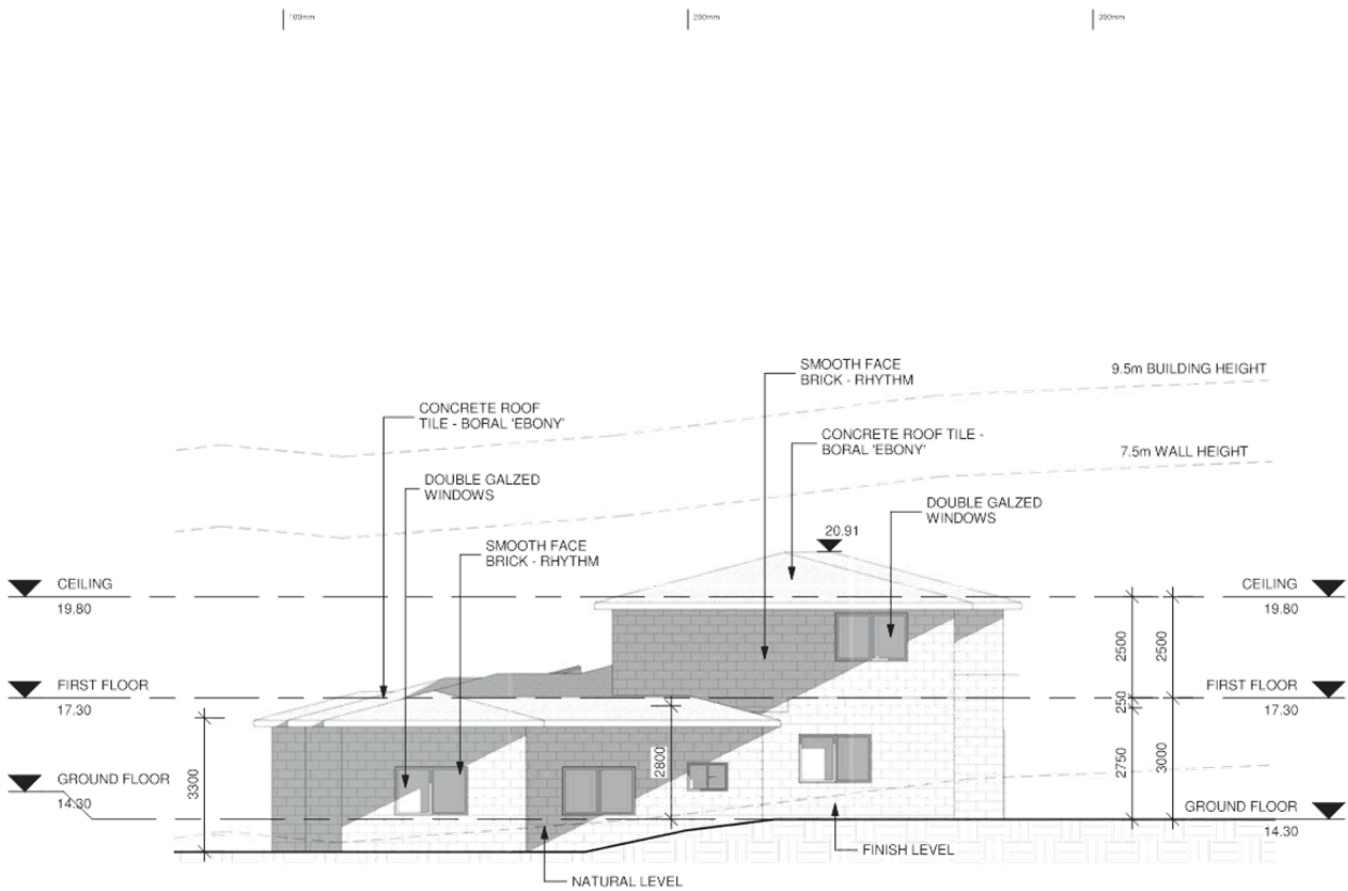 100mm
200mm
300mm
SMOOTH FACE
BRICK - RHYTHM
9.5m BUILDING HEIGHT
CONCRETE ROOF
TILE - BORAL 'EBONY'
CONCRETE ROOF TILE -
BORAL 'EBONY'
7.5m WALL HEIGHT
DOUBLE GALZED
WINDOWS
DOUBLE GALZED
WINDOWS
20.91
SMOOTH FACE
BRICK - RHYTHM
CEILING
19.80
CEILING
19.80
2500
2500
FIRST FLOOR
17.30
FIRST FLOOR
17.30
250
GROUND FLOOR
14.30
3300
2800
2750
3000
GROUND FLOOR
14.30
FINISH LEVEL
NATURAL LEVEL